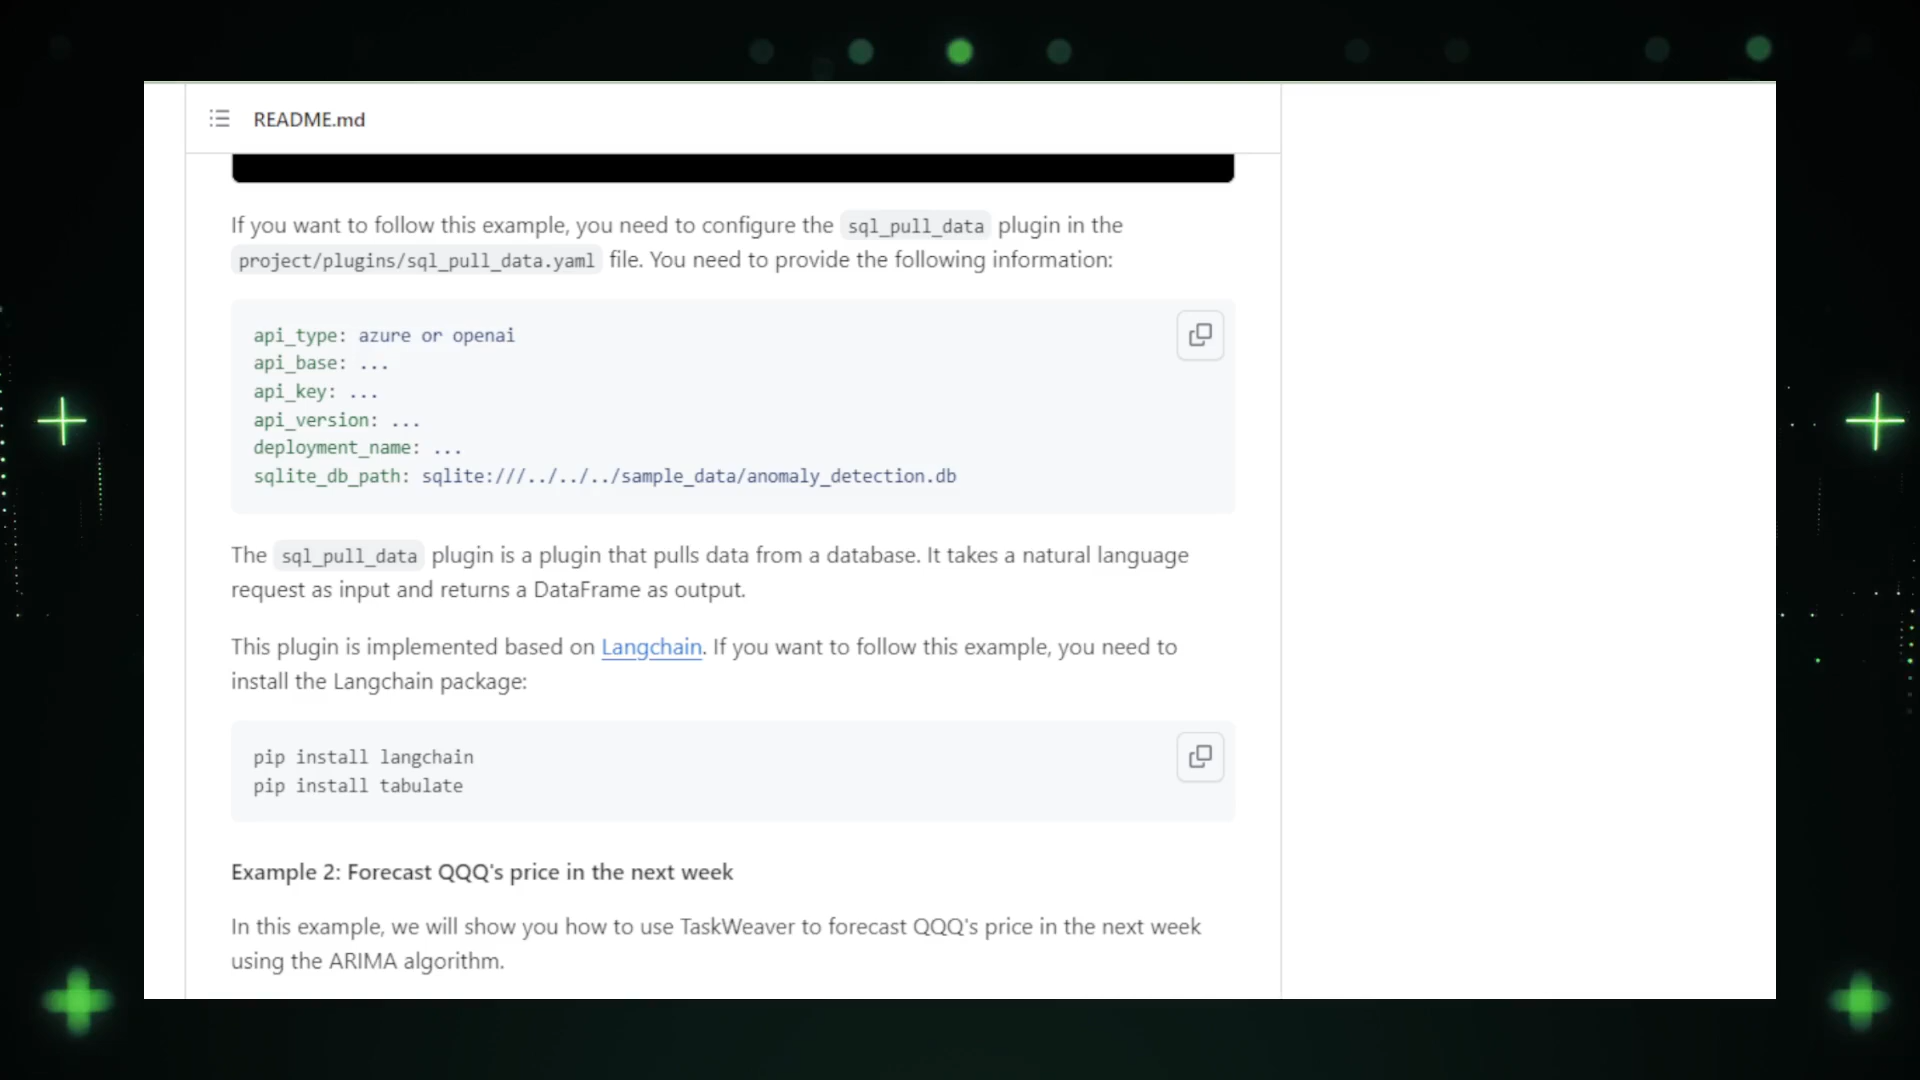 README.md
If you want to follow this example, you need to configure the sql_pull_data plugin in the
project/plugins/sql_pull_data.yaml file. You need to provide the following information:
api_type: azure or openai
api_base: ...
api_key: ...
api_version: ...
deployment_name: ...
sqlite_db_path: sqlite:///../../../sample_data/anomaly_detection.db
The sql_pull_data plugin is a plugin that pulls data from a database. It takes a natural language
request as input and returns a DataFrame as output.
This plugin is implemented based on Langchain. If you want to follow this example, you need to
install the Langchain package:
pip install langchain
pip install tabulate
Example 2: Forecast QQQ's price in the next week
In this example, we will show you how to use TaskWeaver to forecast QQQ's price in the next week
using the ARIMA algorithm.